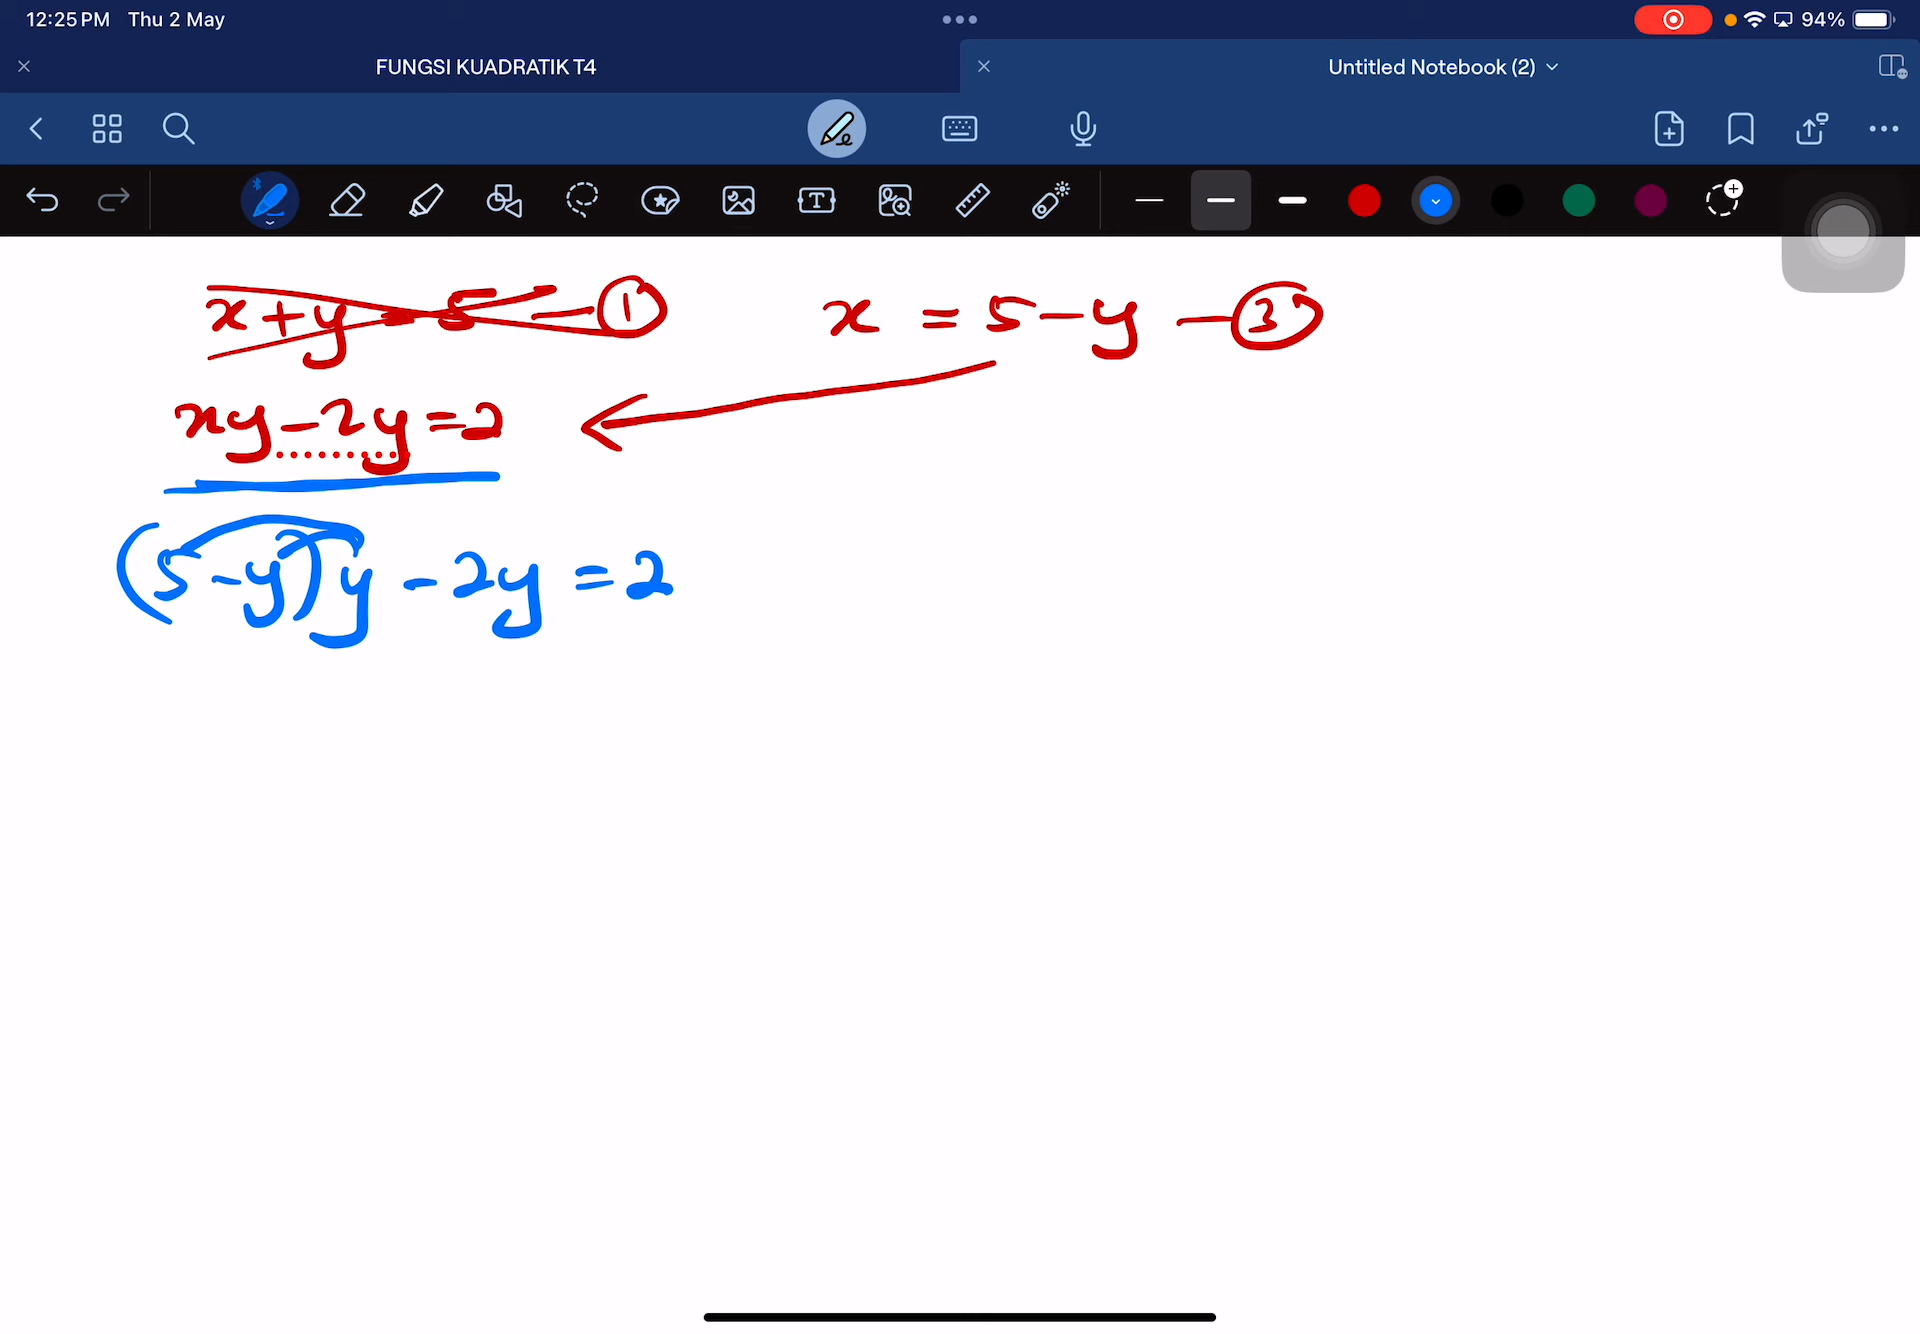 12:25 PM Thu 2 May 94%
FUNGSI KUADRATIK T4 Untitled Notebook (2)
x+y=5 —① x = 5-y —③
xy-2y=2
(5-y)y -2y =2